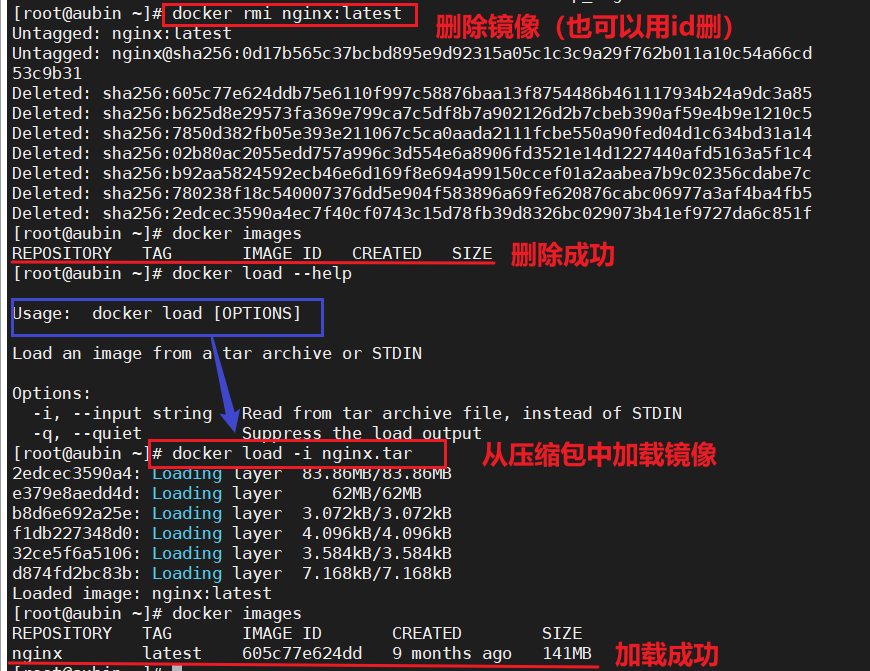 [root@aubin ~]# docker rmi nginx:latest
删除镜像（也可以用id删）
Untagged: nginx:latest
Untagged: nginx@sha256:0d17b565c37bcbd895e9d92315a05c1c3c9a29f762b011a10c54a66cd
53c9b31
Deleted: sha256:605c77e624ddb75e6110f997c58876baa13f8754486b461117934b24a9dc3a85
Deleted: sha256:b625d8e29573fa369e799ca7c5df8b7a902126d2b7cbeb390af59e4b9e1210c5
Deleted: sha256:7850d382fb05e393e211067c5ca0aada2111fcbe550a90fed04d1c634bd31a14
Deleted: sha256:02b80ac2055edd757a996c3d554e6a8906fd3521e14d1227440afd5163a5f1c4
Deleted: sha256:b92aa5824592ecb46e6d169f8e694a99150ccef01a2aabea7b9c02356cdabe7c
Deleted: sha256:780238f18c540007376dd5e904f583896a69fe620876cabc06977a3af4ba4fb5
Deleted: sha256:2edcec3590a4ec7f40cf0743c15d78fb39d8326bc029073b41ef9727da6c851f
[root@aubin ~]# docker images
REPOSITORY TAG IMAGE ID CREATED SIZE
删除成功
[root@aubin ~]# docker load --help
Usage: docker load [OPTIONS]
Load an image from a tar archive or STDIN
Options:
-i, --input string Read from tar archive file, instead of STDIN
-q, --quiet Suppress the load output
[root@aubin ~]# docker load -i nginx.tar
从压缩包中加载镜像
2edcec3590a4: Loading layer 83.86MB/83.86MB
e379e8aedd4d: Loading layer 62MB/62MB
b8d6e692a25e: Loading layer 3.072kB/3.072kB
f1db227348d0: Loading layer 4.096kB/4.096kB
32ce5f6a5106: Loading layer 3.584kB/3.584kB
d874fd2bc83b: Loading layer 7.168kB/7.168kB
Loaded image: nginx:latest
[root@aubin ~]# docker images
REPOSITORY TAG IMAGE ID CREATED SIZE
nginx latest 605c77e624dd 9 months ago 141MB
加载成功